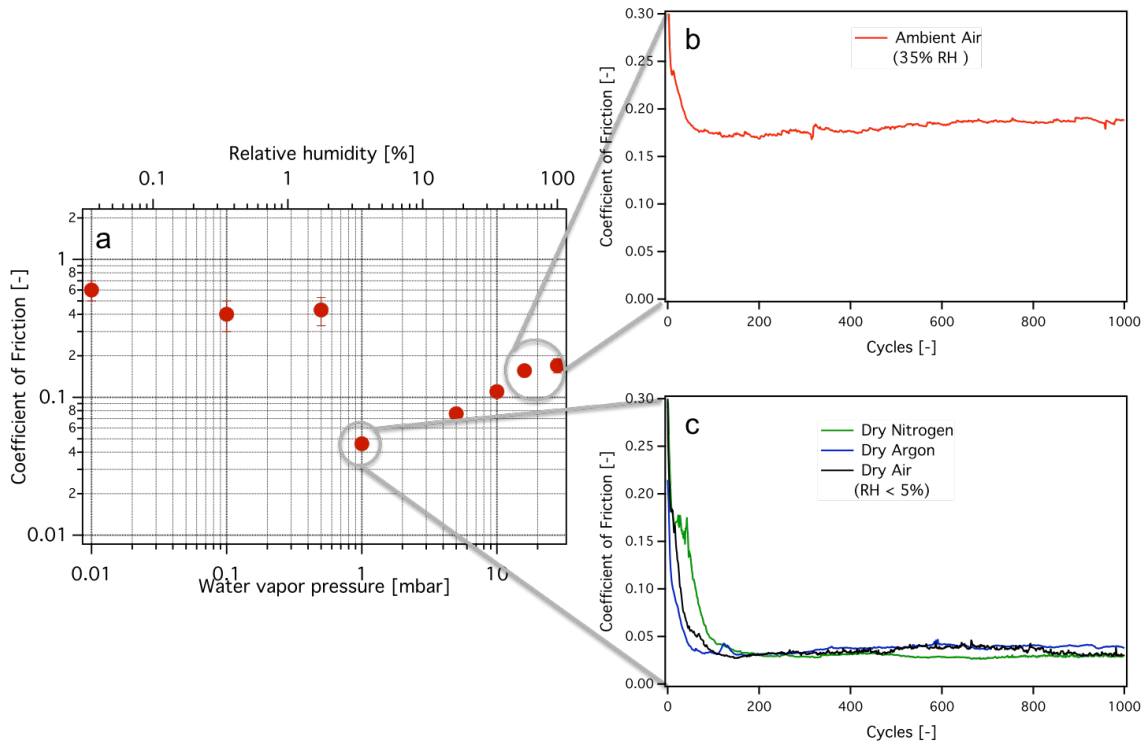 Relative humidity [%]
0.1 1 10 100
a
Coefficient of Friction [-]
2
1
8
6
4
2
0.1
8
6
4
2
0.01
0.01 0.1 1 10
Water vapor pressure [mbar]
b
Ambient Air
(35% RH )
Coefficient of Friction [-]
0.30
0.25
0.20
0.15
0.10
0.05
0.00
0 200 400 600 800 1000
Cycles [-]
c
Dry Nitrogen
Dry Argon
Dry Air
(RH < 5%)
Coefficient of Friction [-]
0.30
0.25
0.20
0.15
0.10
0.05
0.00
0 200 400 600 800 1000
Cycles [-]